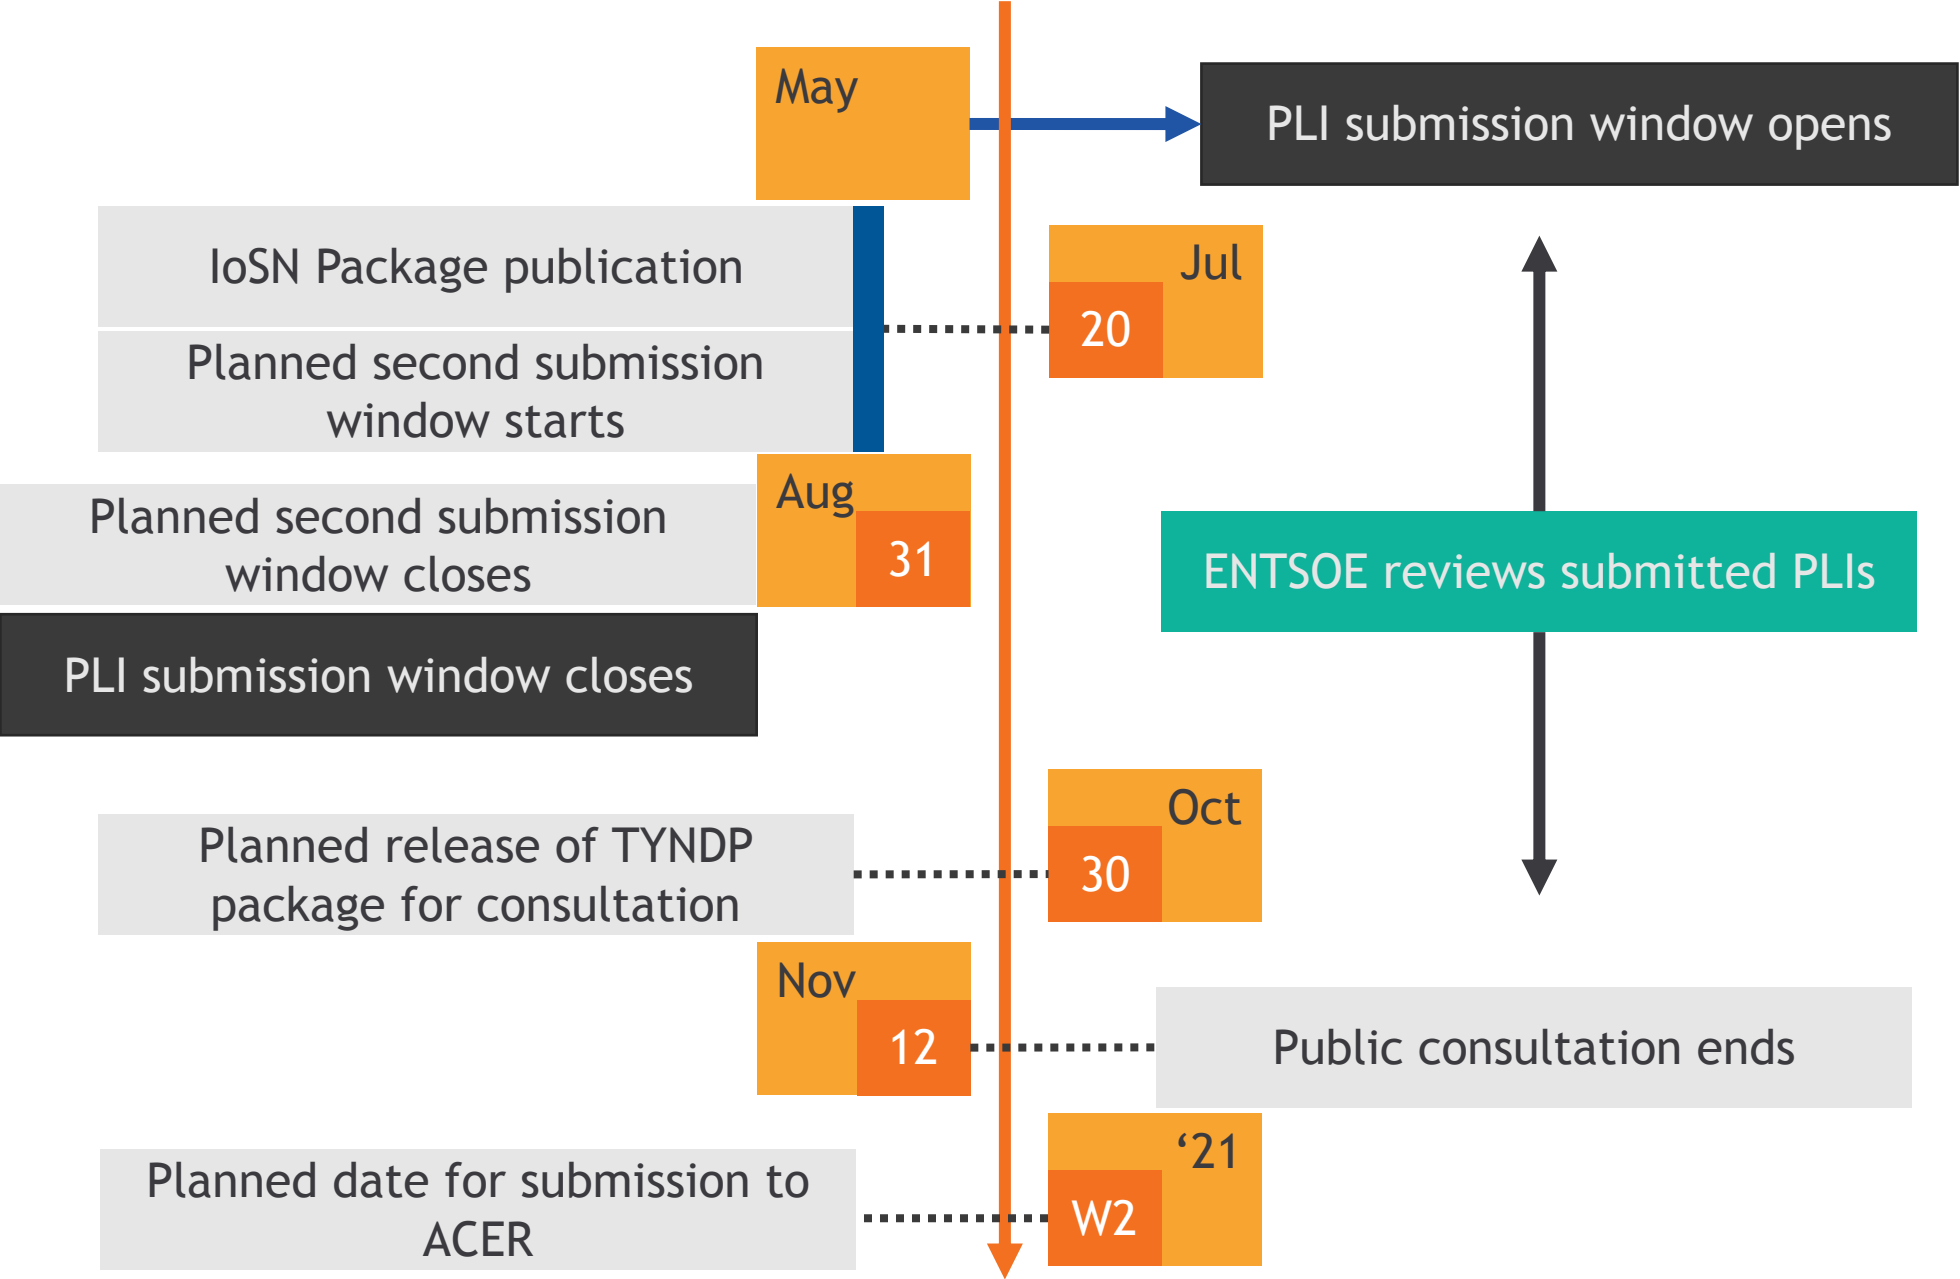 May
PLI submission window opens
IoSN Package publication
Jul
20
Planned second submission
window starts
Aug
31
Planned second submission
window closes
ENTSOE reviews submitted PLIs
PLI submission window closes
Oct
30
Planned release of TYNDP
package for consultation
Nov
12
Public consultation ends
‘21
W2
Planned date for submission to
ACER